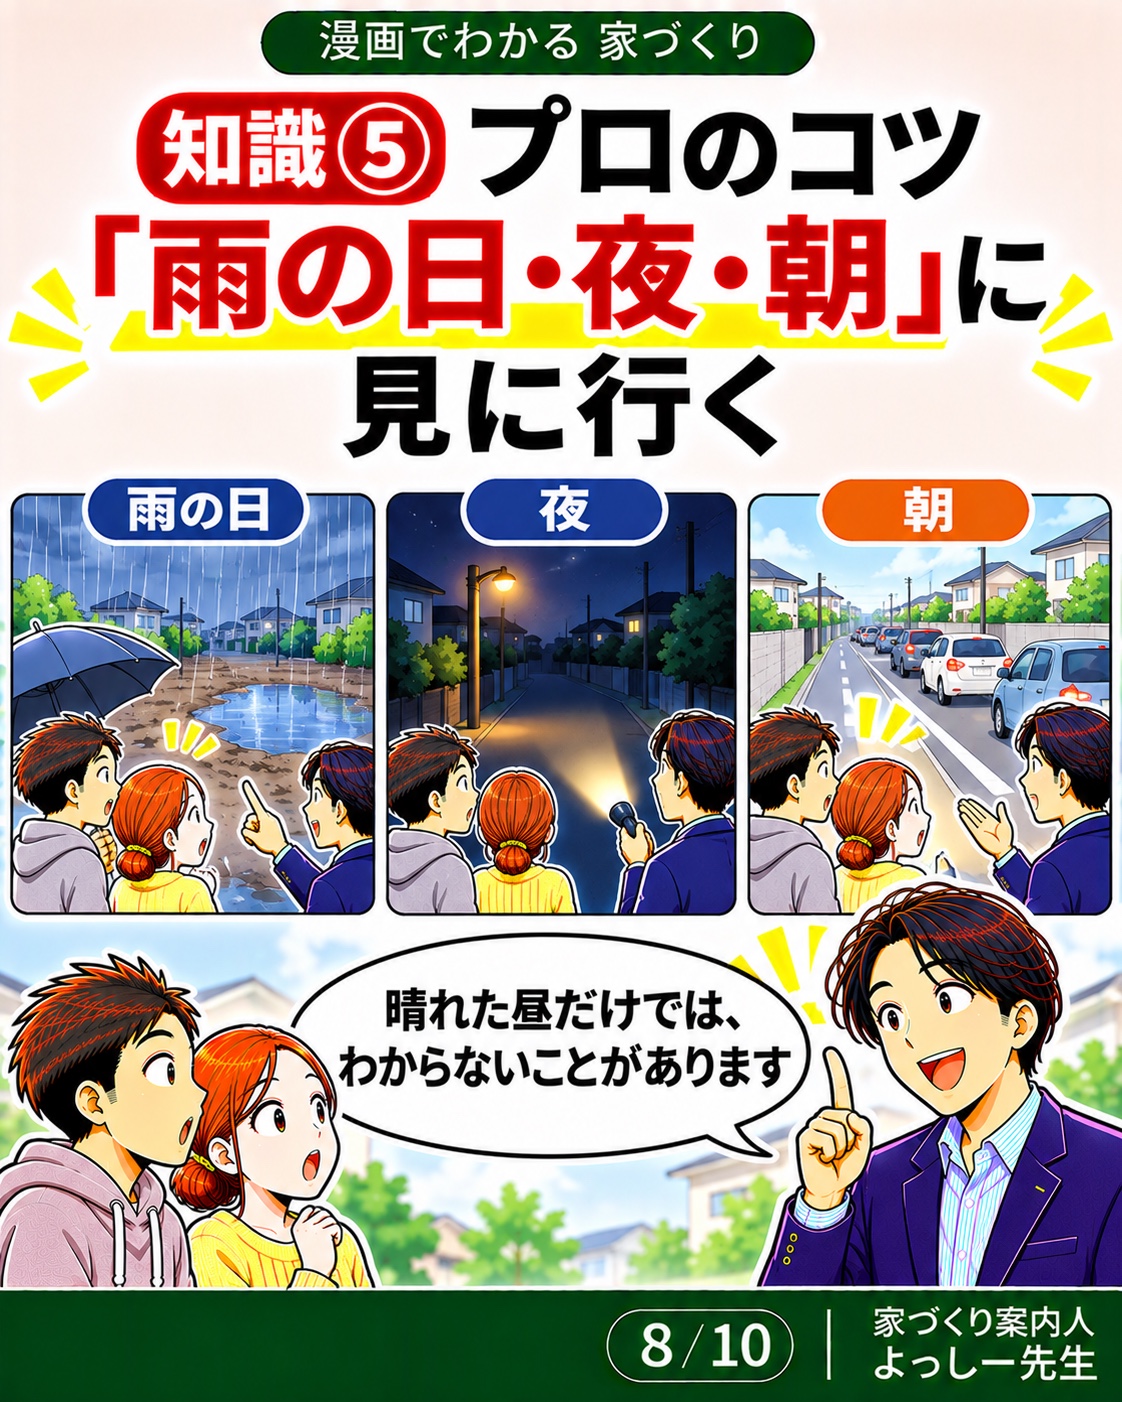 漫画でわかる 家づくり
知識⑤ プロのコツ
「雨の日・夜・朝」に
見に行く
雨の日
夜
朝
晴れた昼だけでは、
わからないことがあります
8/10
家づくり案内人
よっしー先生